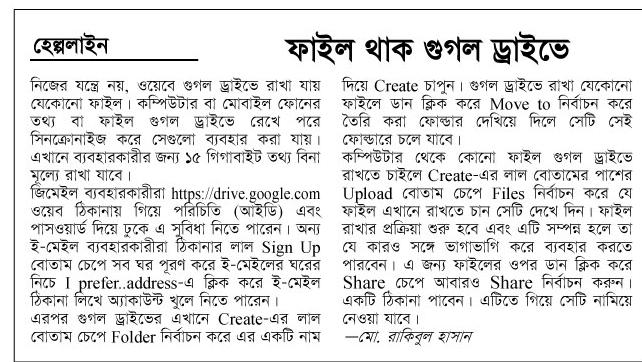 হেল্পলাইন
ফাইল থাক গুগল ড্রাইভে
নিজের যন্ত্রে নয়, ওয়েবে গুগল ড্রাইভে রাখা যায়
যেকোনো ফাইল। কম্পিউটার বা মোবাইল ফোনের
তথ্য বা ফাইল গুগল ড্রাইভে রেখে পরে
সিনক্রোনাইজ করে সেগুলো ব্যবহার করা যায়।
এখানে ব্যবহারকারীর জন্য ১৫ গিগাবাইট তথ্য বিনা
মূল্যে রাখা যাবে।
জিমেইল ব্যবহারকারীরা https://drive.google.com
ওয়েব ঠিকানায় গিয়ে পরিচিতি (আইডি) এবং
পাসওয়ার্ড দিয়ে ঢুকে এ সুবিধা নিতে পারেন। অন্য
ই-মেইল ব্যবহারকারীরা ঠিকানার লাল Sign Up
বোতাম চেপে সব ঘর পূরণ করে ই-মেইলের ঘরের
নিচে I prefer..address-এ ক্লিক করে ই-মেইল
ঠিকানা লিখে অ্যাকাউন্ট খুলে নিতে পারেন।
এরপর গুগল ড্রাইভের এখানে Create-এর লাল
বোতাম চেপে Folder নির্বাচন করে এর একটি নাম
দিয়ে Create চাপুন। গুগল ড্রাইভে রাখা যেকোনো
ফাইলে ডান ক্লিক করে Move to নির্বাচন করে
তৈরি করা ফোল্ডার দেখিয়ে দিলে সেটি সেই
ফোল্ডারে চলে যাবে।
কম্পিউটার থেকে কোনো ফাইল গুগল ড্রাইভে
রাখতে চাইলে Create-এর লাল বোতামের পাশের
Upload বোতাম চেপে Files নির্বাচন করে যে
ফাইল এখানে রাখতে চান সেটি দেখে দিন। ফাইল
রাখার প্রক্রিয়া শুরু হবে এবং এটি সম্পন্ন হলে তা
যে কারও সঙ্গে ভাগাভাগি করে ব্যবহার করতে
পারবেন। এ জন্য ফাইলের ওপর ডান ক্লিক করে
Share চেপে আবারও Share নির্বাচন করুন।
একটি ঠিকানা পাবেন। এটিতে গিয়ে সেটি নামিয়ে
নেওয়া যাবে।
—মো. রাকিবুল হাসান